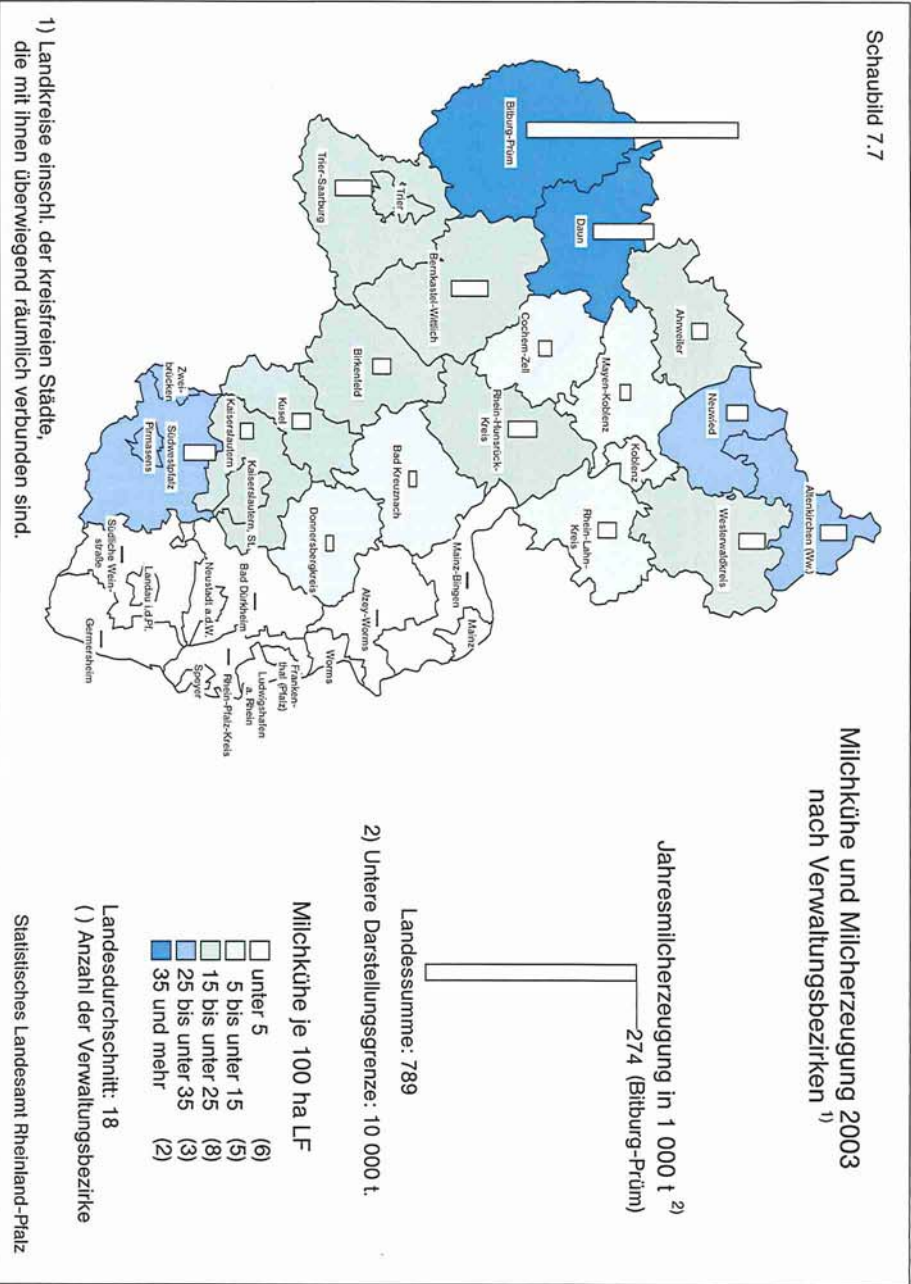 Schaubild 7.7
Milchkühe und Milcherzeugung 2003
nach Verwaltungsbezirken 1)
Jahresmilcherzeugung in 1 000 t 2)
274 (Bitburg-Prüm)
Landessumme: 789
2) Untere Darstellungsgrenze: 10 000 t.
Milchkühe je 100 ha LF
unter 5 (6)
5 bis unter 15 (5)
15 bis unter 25 (8)
25 bis unter 35 (3)
35 und mehr (2)
Landesdurchschnitt: 18
( ) Anzahl der Verwaltungsbezirke
Altenkirchen (Ww.)
Neuwied
Westerwaldkreis
Ahrweiler
Mayen-Koblenz
Koblenz
Rhein-Lahn-
Kreis
Daun
Bitburg-Prüm
Cochem-Zell
Rhein-Hunsrück-
Kreis
Bernkastel-Wittlich
Trier
Trier-Saarburg
Birkenfeld
Bad Kreuznach
Mainz-Bingen
Mainz
Alzey-Worms
Worms
Kusel
Donnersbergkreis
Kaiserslautern
Kaiserslautern, St.
Bad Dürkheim
Franken-
thal (Pfalz)
Ludwigshafen
a. Rhein
Rhein-Pfalz-Kreis
Neustadt a.d.W.
Speyer
Zwei-
brücken
Südwestpfalz
Pirmasens
Landau i.d.Pf.
Südliche Wein-
straße
Germersheim
1) Landkreise einschl. der kreisfreien Städte,
die mit ihnen überwiegend räumlich verbunden sind.
Statistisches Landesamt Rheinland-Pfalz